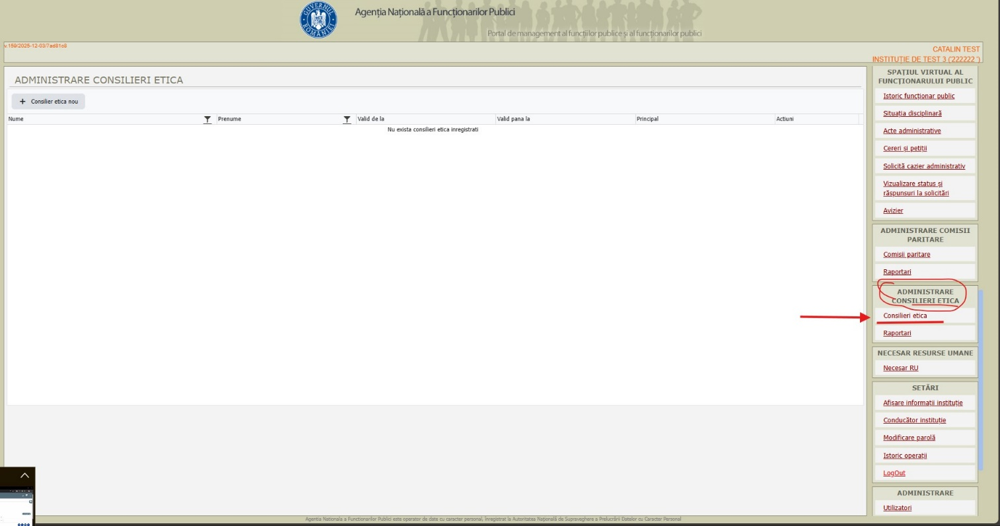 GUVERNUL ROMÂNIEI
Agenția Națională a Funcționarilor Publici
Portal de management al funcțiilor publice și al funcționarilor publici
v.159/2025-12-03/7ad81c8
CATALIN TEST
INSTITUȚIE DE TEST 3 ('222222 ')
ADMINISTRARE CONSILIERI ETICA
+ Consilier etica nou
Nume Prenume Valid de la Valid pana la Principal Actiuni
Nu exista consilieri etica inregistrati
SPAȚIUL VIRTUAL AL
FUNCȚIONARULUI PUBLIC
Istoric funcționar public
Situația disciplinară
Acte administrative
Cereri și petiții
Solicită cazier administrativ
Vizualizare status și
răspunsuri la solicitări
Avizier
ADMINISTRARE COMISII
PARITARE
Comisii paritare
Raportari
ADMINISTRARE
CONSILIERI ETICA
Consilieri etica
Raportari
NECESAR RESURSE UMANE
Necesar RU
SETĂRI
Afișare informații instituție
Conducător instituție
Modificare parolă
Istoric operații
LogOut
ADMINISTRARE
Utilizatori
Agentia Nationala a Functionarilor Publici este operator de date cu caracter personal, înregistrat la Autoritatea Națională de Supraveghere a Prelucrării Datelor cu Caracter Personal